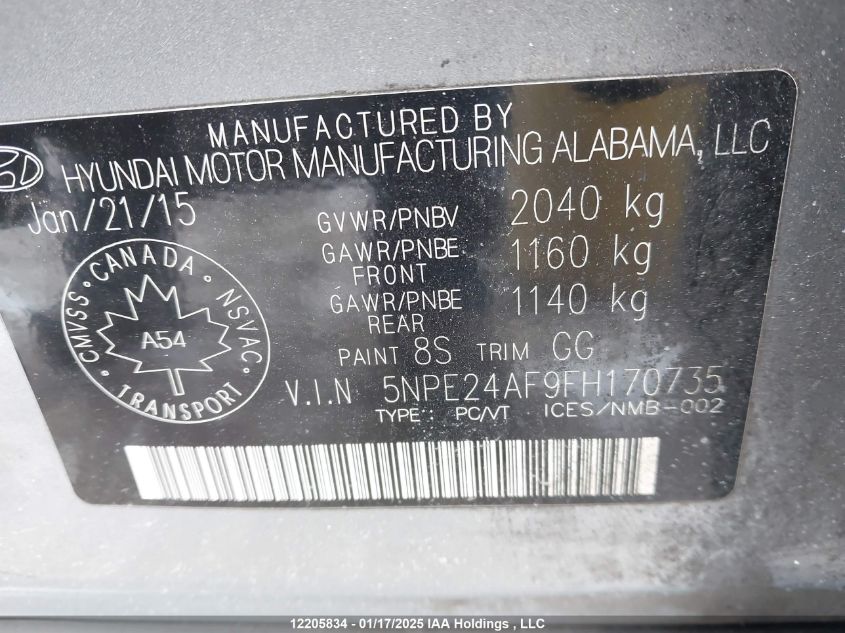 MANUFACTURED BY
HYUNDAI MOTOR MANUFACTURING ALABAMA, LLC
Jan/21/15
GVWR/PNBV 2040 kg
GAWR/PNBE FRONT 1160 kg
GAWR/PNBE REAR 1140 kg
PAINT 8S TRIM GG
V.I.N 5NPE24AF9FH170735
TYPE: PC/VT ICES/NMB-002
CMVSS • CANADA • NSVAC • TRANSPORT •
A54
12205834 - 01/17/2025 IAA Holdings , LLC